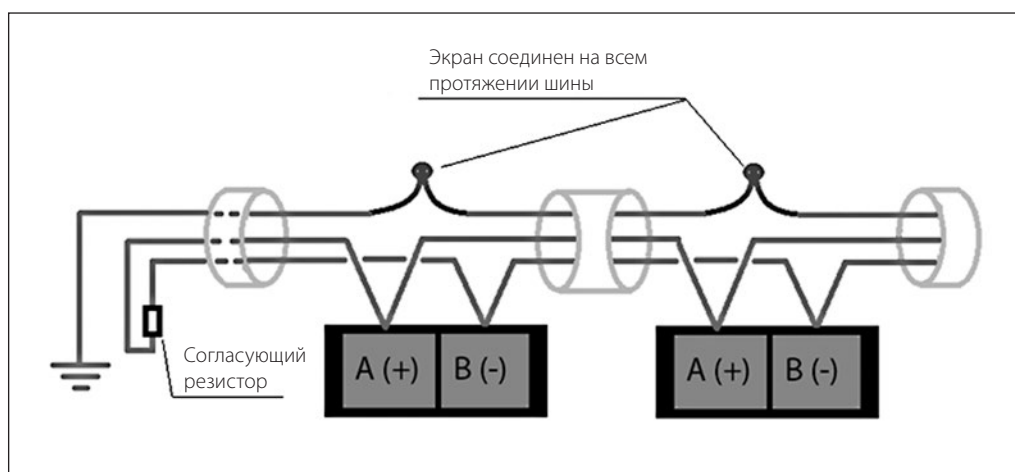 Экран соединен на всем
протяжении шины
Согласующий
резистор
A (+) B (-)
A (+) B (-)